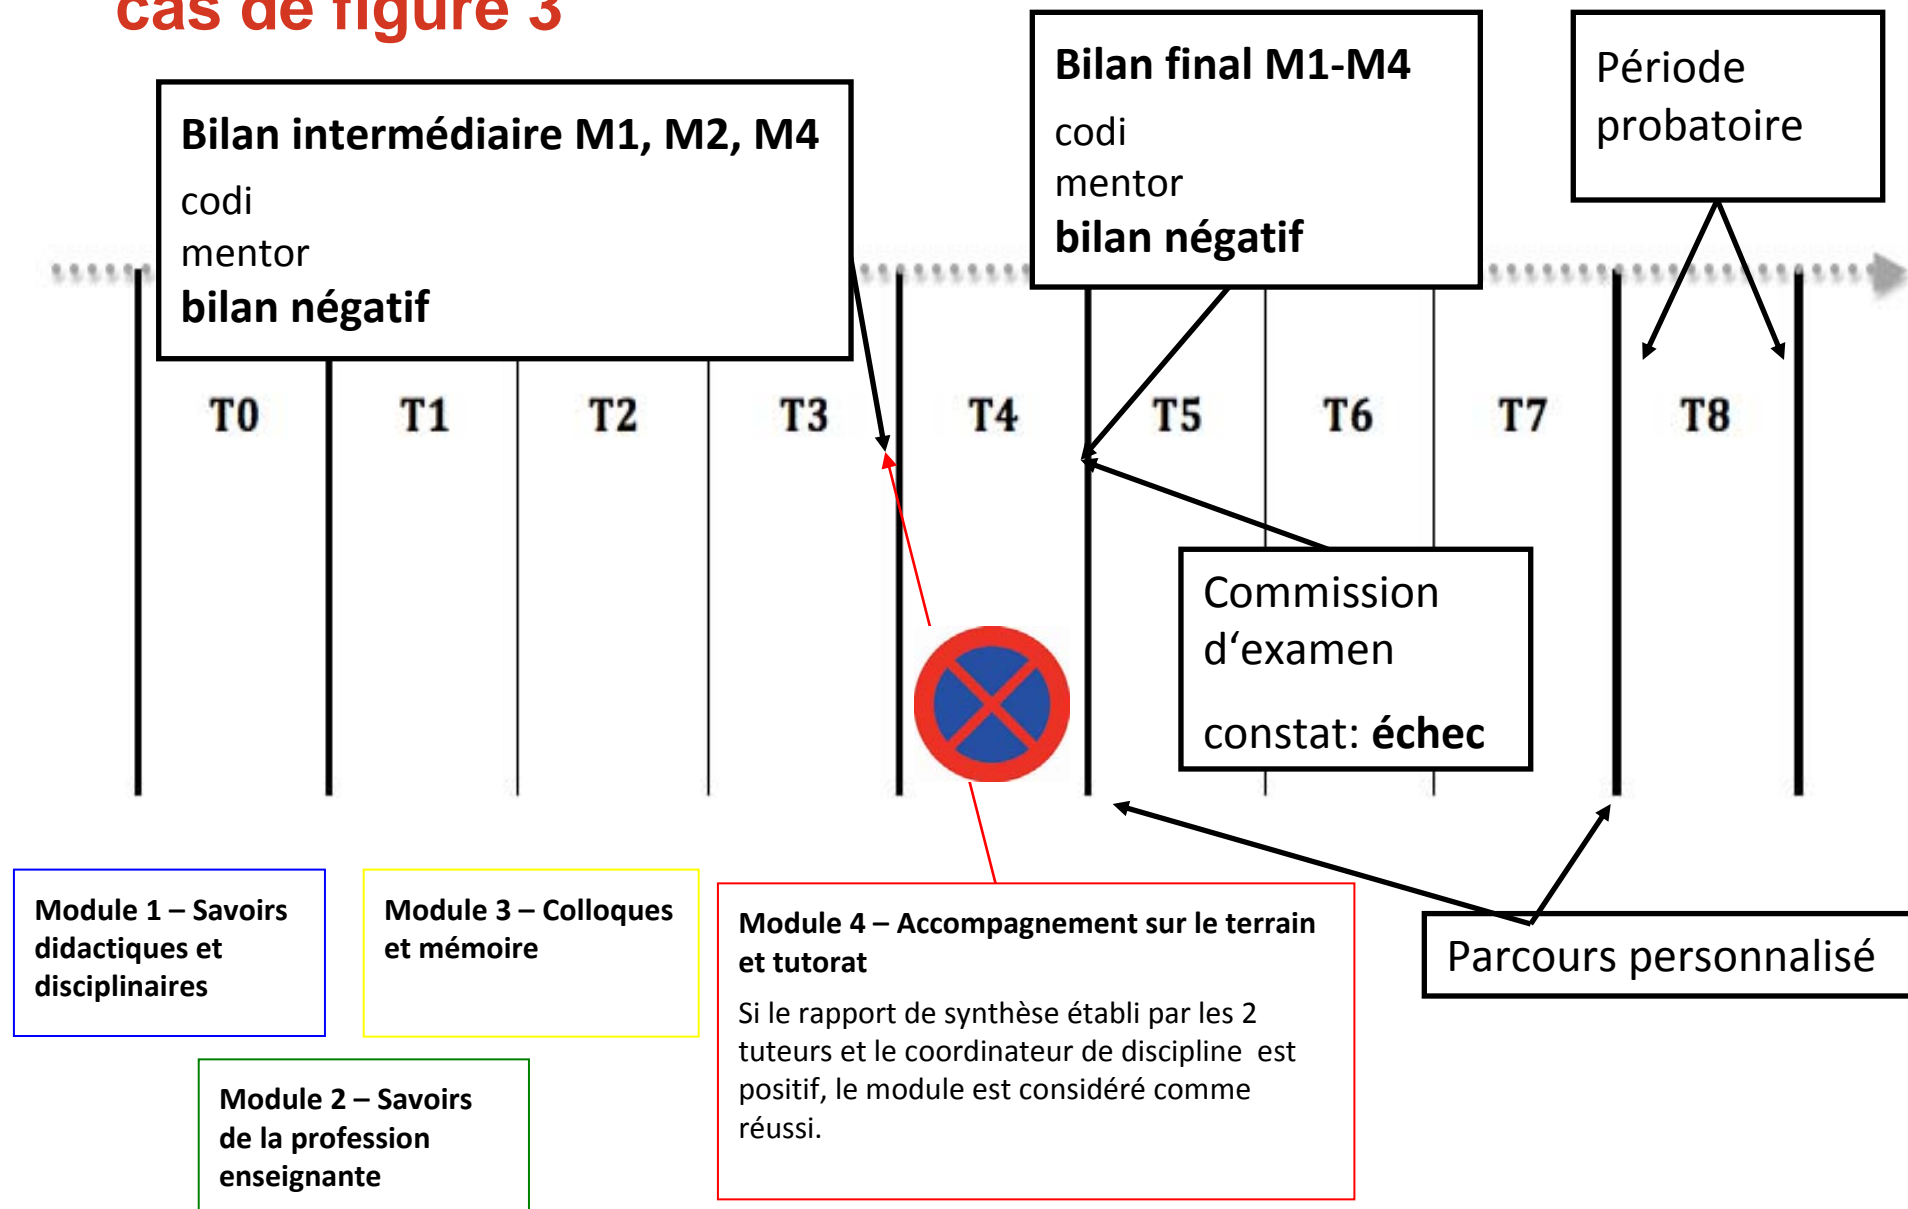 cas de figure 3
Bilan intermédiaire M1, M2, M4
codi
mentor
bilan négatif
Bilan final M1-M4
codi
mentor
bilan négatif
Période
probatoire
T0 T1 T2 T3 T4 T5 T6 T7 T8
Commission
d‘examen
constat: échec
Module 1 – Savoirs
didactiques et
disciplinaires
Module 3 – Colloques
et mémoire
Module 2 – Savoirs
de la profession
enseignante
Module 4 – Accompagnement sur le terrain
et tutorat
Si le rapport de synthèse établi par les 2
tuteurs et le coordinateur de discipline est
positif, le module est considéré comme
réussi.
Parcours personnalisé